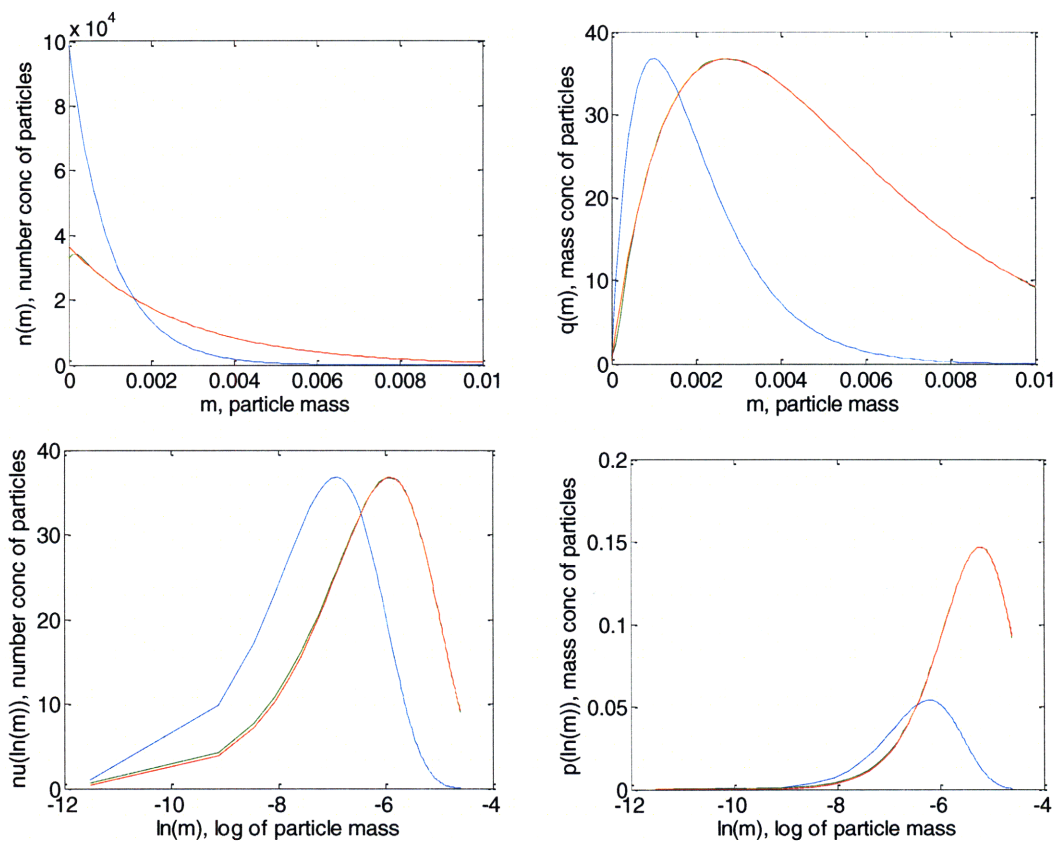 x 10^4
10
8
6
4
2
0
n(m), number conc of particles
0 0.002 0.004 0.006 0.008 0.01
m, particle mass
40
30
20
10
0
q(m), mass conc of particles
0 0.002 0.004 0.006 0.008 0.01
m, particle mass
40
30
20
10
0
nu(ln(m)), number conc of particles
-12 -10 -8 -6 -4
ln(m), log of particle mass
0.2
0.15
0.1
0.05
0
p(ln(m)), mass conc of particles
-12 -10 -8 -6 -4
ln(m), log of particle mass